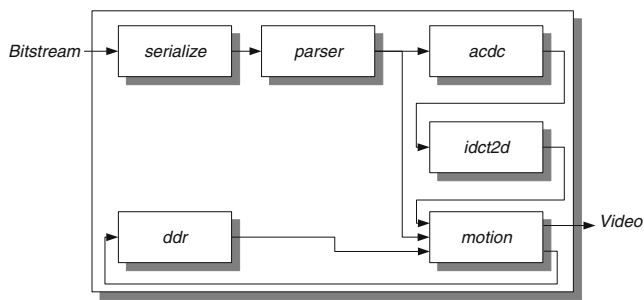 Bitstream
serialize
parser
acdc
idct2d
ddr
motion
Video